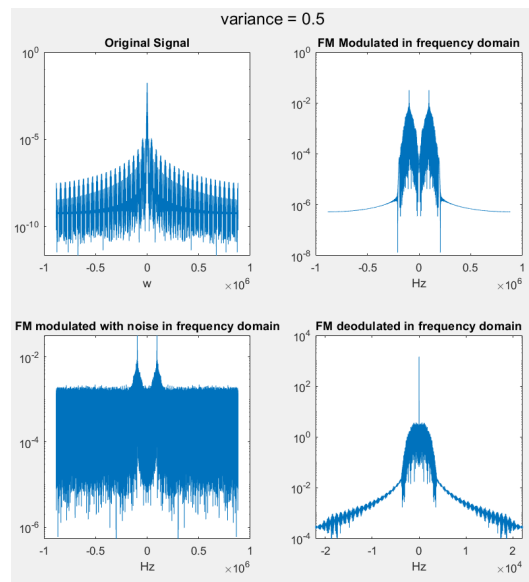 variance = 0.5
Original Signal
10^0
10^-5
10^-10
-1 -0.5 0 0.5 1
w ×10^6
FM Modulated in frequency domain
10^0
10^-2
10^-4
10^-6
10^-8
-1 -0.5 0 0.5 1
Hz ×10^6
FM modulated with noise in frequency domain
10^-2
10^-4
10^-6
-1 -0.5 0 0.5 1
Hz ×10^6
FM deodulated in frequency domain
10^4
10^2
10^0
10^-2
10^-4
-2 -1 0 1 2
Hz ×10^4